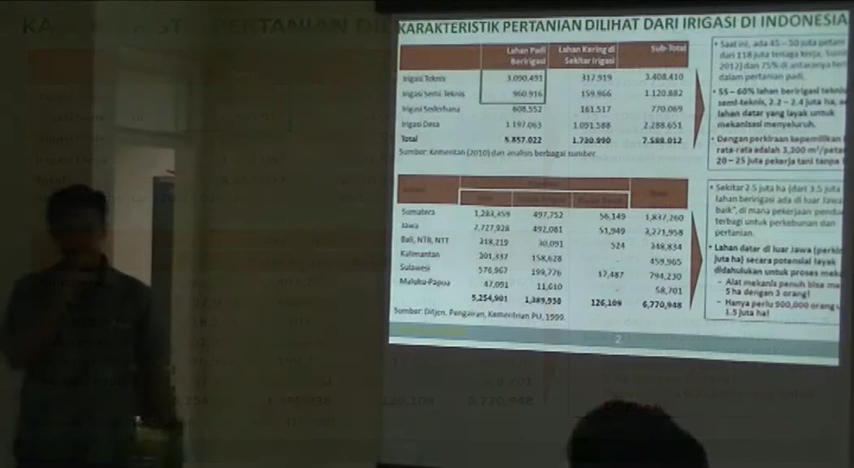 KARAKTERISTIK PERTANIAN DILIHAT DARI IRIGASI DI INDONESIA
Lahan Padi Beririgasi Lahan Kering di Sekitar Irigasi Sub-Total
Irigasi Teknis 3.090.491 317.919 3.408.410
Irigasi Semi Teknis 960.916 159.966 1.120.882
Irigasi Sederhana 608.552 161.517 770.069
Irigasi Desa 1.197.063 1.091.588 2.288.651
Total 5.857.022 1.730.990 7.588.012
Sumber: Kementan (2010) dan analisis berbagai sumber
Sumatera 1,283,359 497,752 56,149 1,837,260
Jawa 2,727,928 492,081 51,949 3,271,958
Bali, NTB, NTT 318,219 30,091 524 348,834
Kalimantan 301,337 158,628 - 459,965
Sulawesi 576,967 199,776 17,487 794,230
Maluku-Papua 47,091 11,610 - 58,701
5,254,901 1,389,938 126,109 6,770,948
Sumber: Ditjen. Pengairan, Kementrian PU, 1999.
• Saat ini, ada 45 – 50 juta petani
dari 118 juta tenaga kerja,
2012) dan 75% di antaranya
dalam pertanian padi.
• 55 – 60% lahan beririgasi teknis
semi-teknis, 2.2 – 2.4 juta ha,
lahan datar yang layak untuk
mekanisasi menyeluruh.
• Dengan perkiraan kepemilikan
rata-rata adalah 3,300 m²/petani
20 – 25 juta pekerja tani tanpa
• Sekitar 2.5 juta ha (dari 3.5 juta
lahan beririgasi ada di luar Jawa
baik", di mana pekerjaan
terbagi untuk perkebunan dan
pertanian.
• Lahan datar di luar Jawa
juta ha) secara potensial layak
didahulukan untuk proses
– Alat mekanis penuh bisa
5 ha dengan 3 orang!
– Hanya perlu 900,000 orang
1.5 juta ha!
2